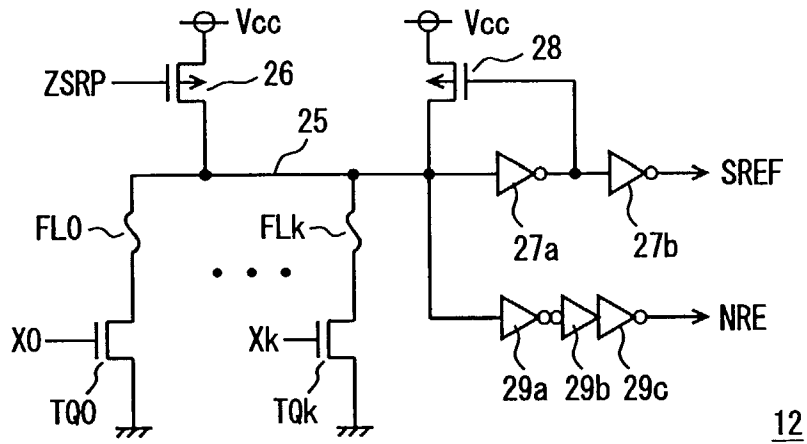 Vcc
Vcc
ZSRP
26
28
25
SREF
FL0
FLk
27a
27b
X0
Xk
NRE
TQ0
TQk
29a
29b
29c
12